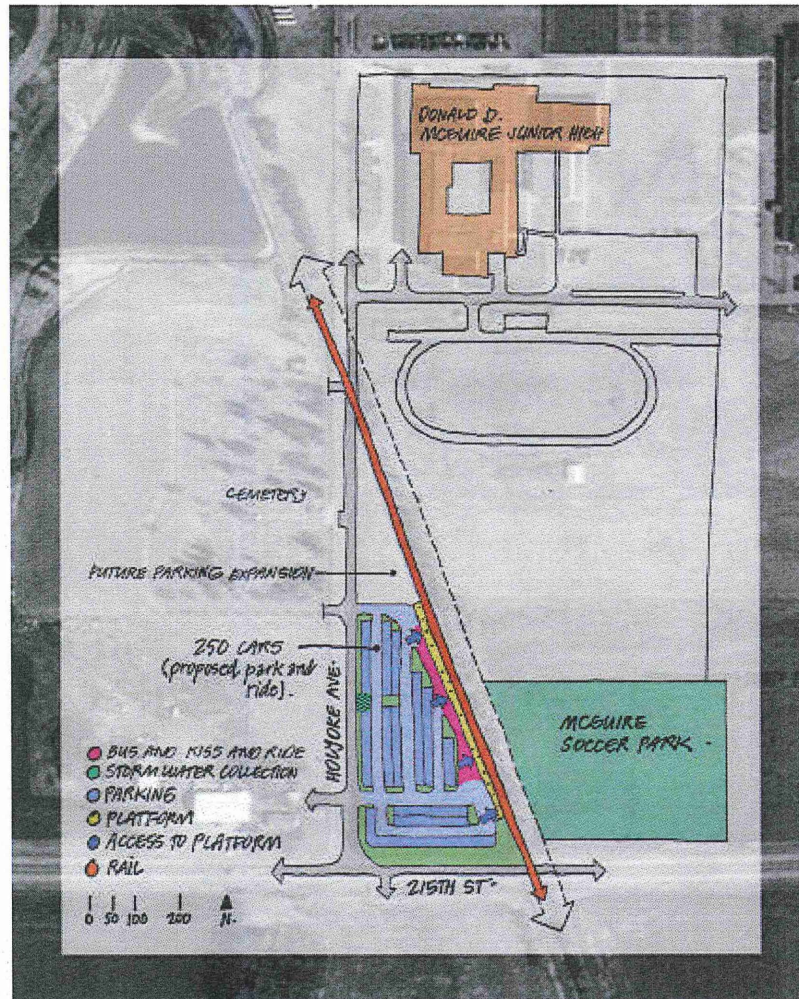 DONALD D.
MCGUIRE JUNIOR HIGH
CEMETERY
FUTURE PARKING EXPANSION
250 CARS
(proposed park and
ride).
HOLYOKE AVE.
MCGUIRE
SOCCER PARK
BUS AND KISS AND RIDE
STORM WATER COLLECTION
PARKING
PLATFORM
ACCESS TO PLATFORM
RAIL
0 50 100 200 N.
215TH ST